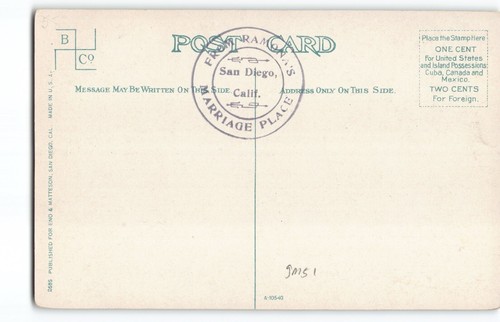 B
Co
POST CARD
FROM RAMONA'S
San Diego,
Calif.
MARRIAGE PLACE
Place the Stamp Here
ONE CENT
for United States
and Island Possessions
Cuba, Canada and
Mexico.
TWO CENTS
For Foreign.
MESSAGE MAY BE WRITTEN ON THIS SIDE.
ADDRESS ONLY ON THIS SIDE.
PUBLISHED FOR ENO & MATTESON, SAN DIEGO, CAL. MADE IN U. S. A.